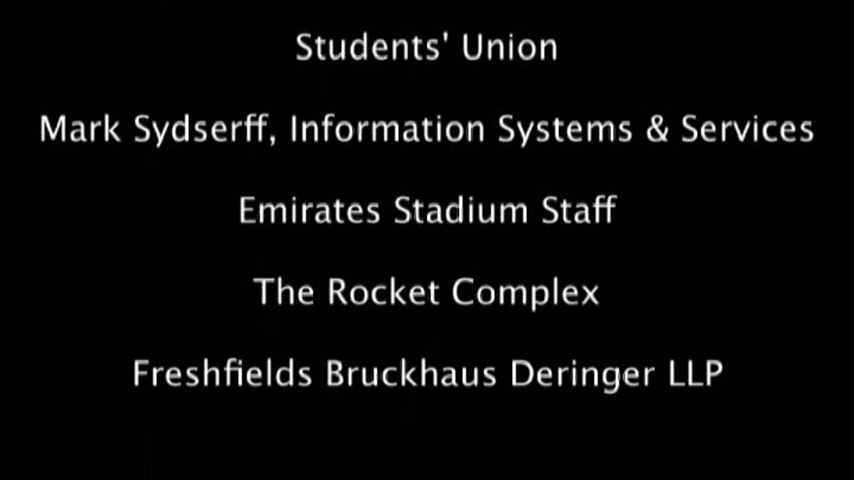 Students' Union
Mark Sydserff, Information Systems & Services
Emirates Stadium Staff
The Rocket Complex
Freshfields Bruckhaus Deringer LLP